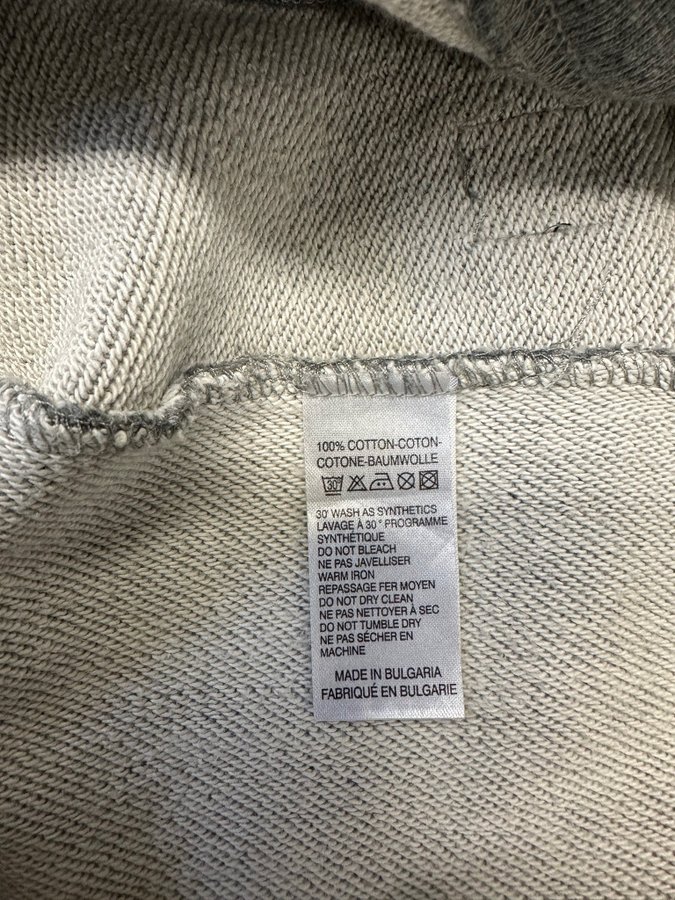 100% COTTON-COTON-
COTONE-BAUMWOLLE
30°
30° WASH AS SYNTHETICS
LAVAGE À 30° PROGRAMME
SYNTHÉTIQUE
DO NOT BLEACH
NE PAS JAVELLISER
WARM IRON
REPASSAGE FER MOYEN
DO NOT DRY CLEAN
NE PAS NETTOYER À SEC
DO NOT TUMBLE DRY
NE PAS SÉCHER EN
MACHINE
MADE IN BULGARIA
FABRIQUÉ EN BULGARIE